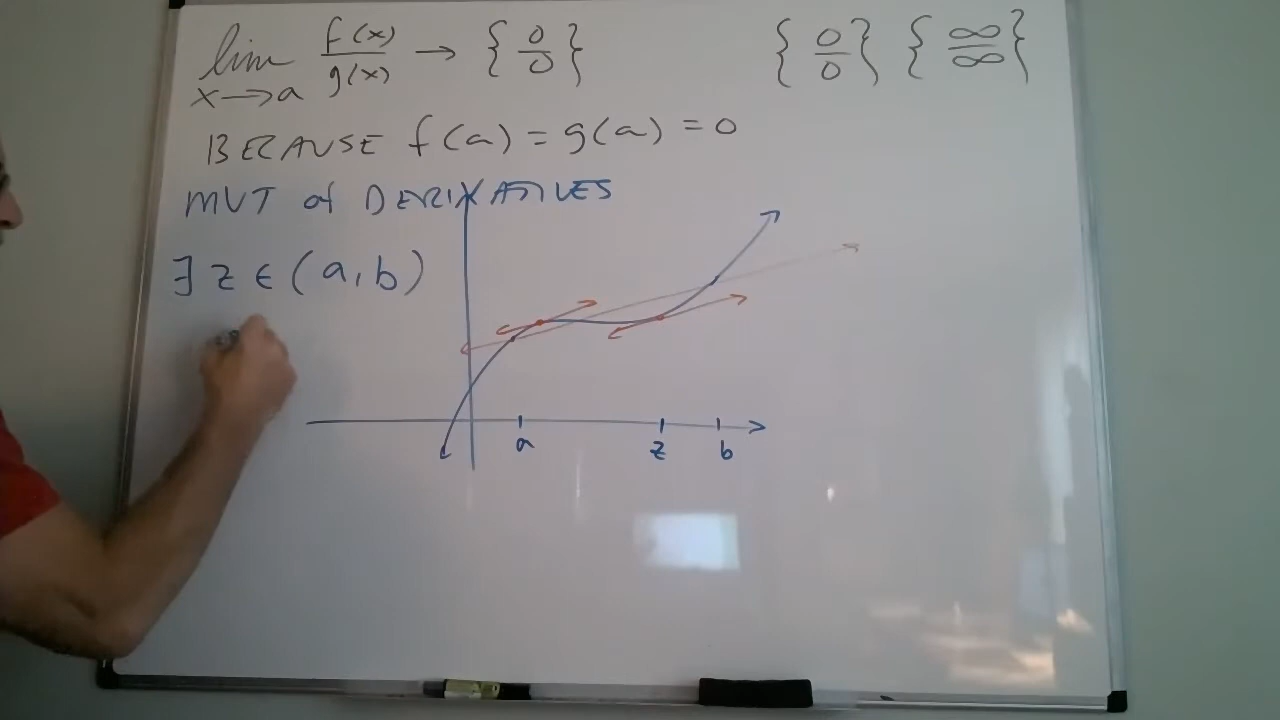 lim x→a f(x)/g(x) → {0/0} {0/0} {∞/∞}
BECAUSE f(a) = g(a) = 0
MVT of DERIVATIVES
∃ z ∈ (a,b)
a z b